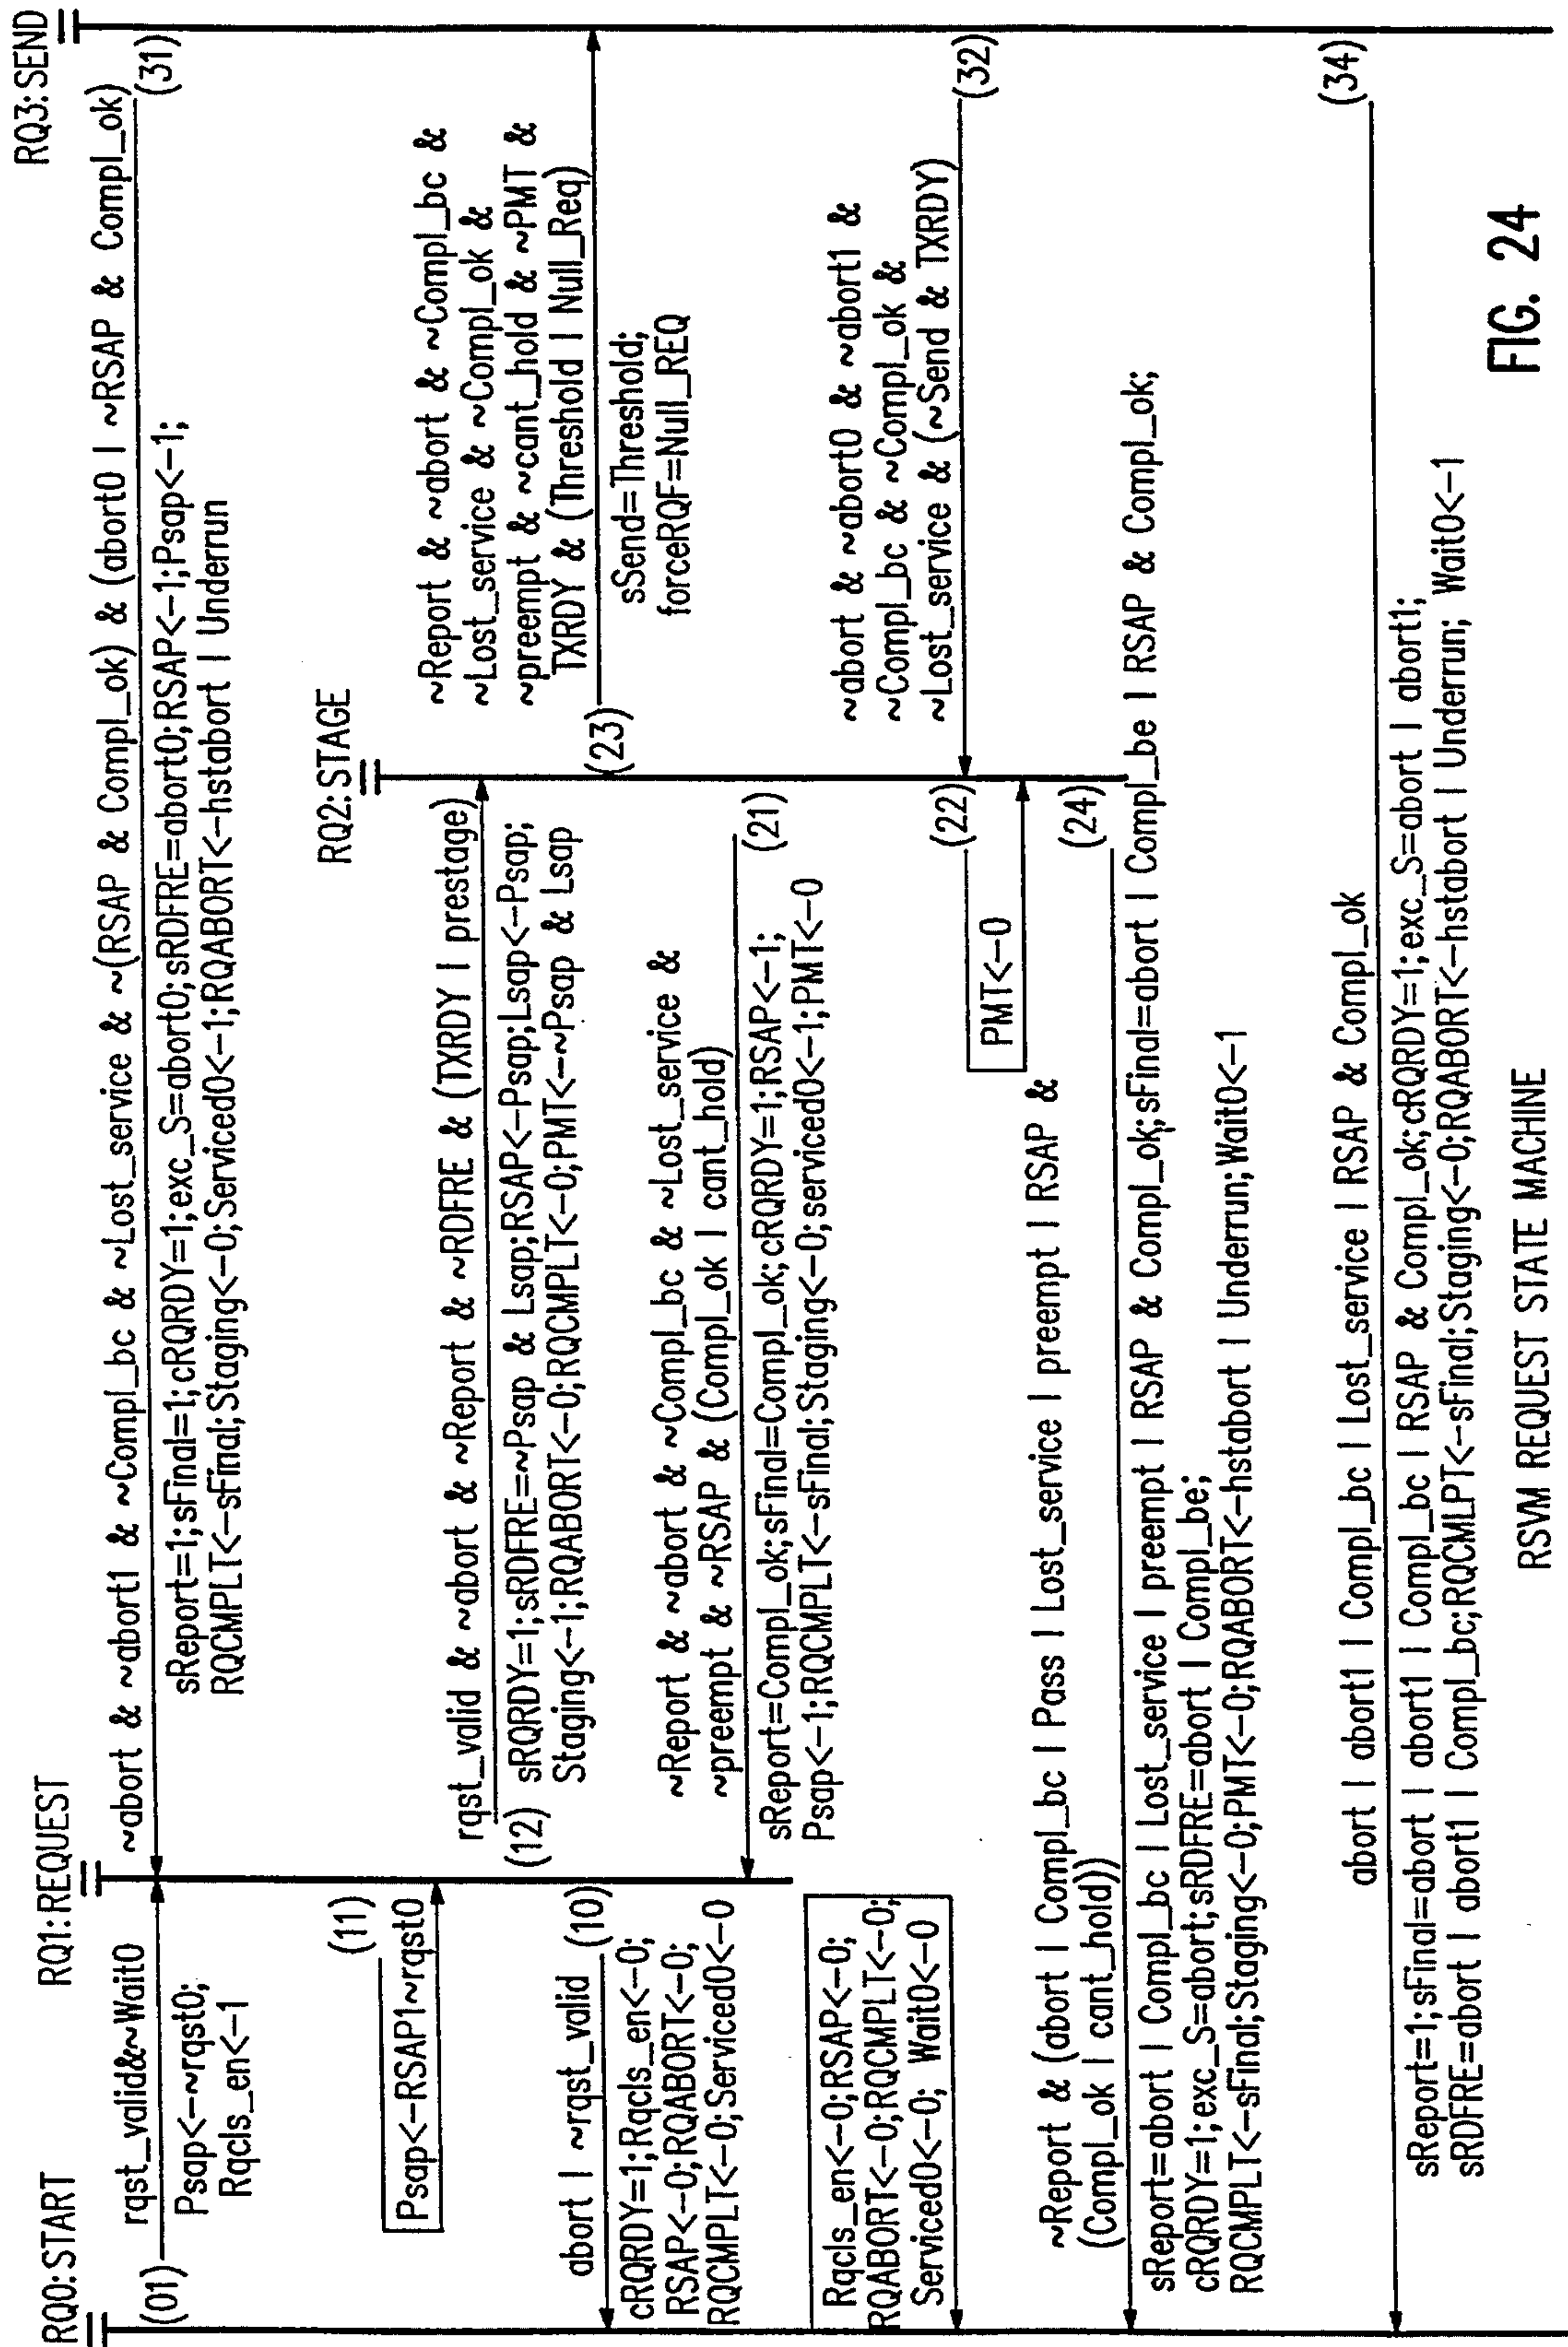 RQ0:START
RQ1:REQUEST
RQ2:STAGE
RQ3:SEND
(01)
rqst_valid&~Wait0
Psap<-~rqst0;
Rqcls_en<-1
(11)
Psap<-RSAP1~rqst0
abort | ~rqst_valid (10)
cRQRDY=1;Rqcls_en<-0;
RSAP<-0;RQABORT<-0;
RQCMPLT<-0;Serviced0<-0
Rqcls_en<-0;RSAP<-0;
RQABORT<-0;RQCMPLT<-0;
Serviced0<-0; Wait0<-0
~abort & ~abort1 & ~Compl_bc & ~Lost_service & ~(RSAP & Compl_ok) & (abort0 | ~RSAP & Compl_ok)
(31)
sReport=1;sFinal=1;cRQRDY=1;exc_S=abort0;sRDFRE=abort0;RSAP<-1;Psap<-1;
RQCMPLT<-sFinal;Staging<-0;Serviced0<-1;RQABORT<-hstabort | Underrun
rqst_valid & ~abort & ~Report & ~RDFRE & (TXRDY | prestage)
(12) sRQRDY=1;sRDFRE=~Psap & Lsap;RSAP<-Psap;Lsap<-Psap;
Staging<-1;RQABORT<-0;RQCMPLT<-0;PMT<-~Psap & Lsap
~Report & ~abort & ~Compl_bc & ~Lost_service &
~preempt & ~RSAP & (Compl_ok | cant_hold)
(21)
sReport=Compl_ok;sFinal=Compl_ok;cRQRDY=1;RSAP<-1;
Psap<-1;RQCMPLT<-sFinal;Staging<-0;serviced0<-1;PMT<-0
~Report & ~abort & ~Compl_bc &
~Lost_service & ~Compl_ok &
~preempt & ~cant_hold & ~PMT &
TXRDY & (Threshold | Null_Req)
(23)
sSend=Threshold;
forceRQF=Null_REQ
~abort & ~abort0 & ~abort1 &
~Compl_bc & ~Compl_ok &
~Lost_service & (~Send & TXRDY)
(32)
(22)
PMT<-0
(24)
~Report & (abort | Compl_bc | Pass | Lost_service | preempt | RSAP &
(Compl_ok | cant_hold))
sReport=abort | Compl_bc | Lost_service | preempt | RSAP & Compl_ok;sFinal=abort | Compl_be | RSAP & Compl_ok;
cRQRDY=1;exc_S=abort;sRDFRE=abort | Compl_be;
RQCMPLT<-sFinal;Staging<-0;PMT<-0;RQABORT<-hstabort | Underrun;Wait0<-1
(34)
abort | abort1 | Compl_bc | Lost_service | RSAP & Compl_ok
sReport=1;sFinal=abort | abort1 | Compl_bc | RSAP & Compl_ok;cRQRDY=1;exc_S=abort | abort1;
sRDFRE=abort | abort1 | Compl_bc;RQCMLPT<-sFinal;Staging<-0;RQABORT<-hstabort | Underrun; Wait0<-1
RSVM REQUEST STATE MACHINE
FIG. 24